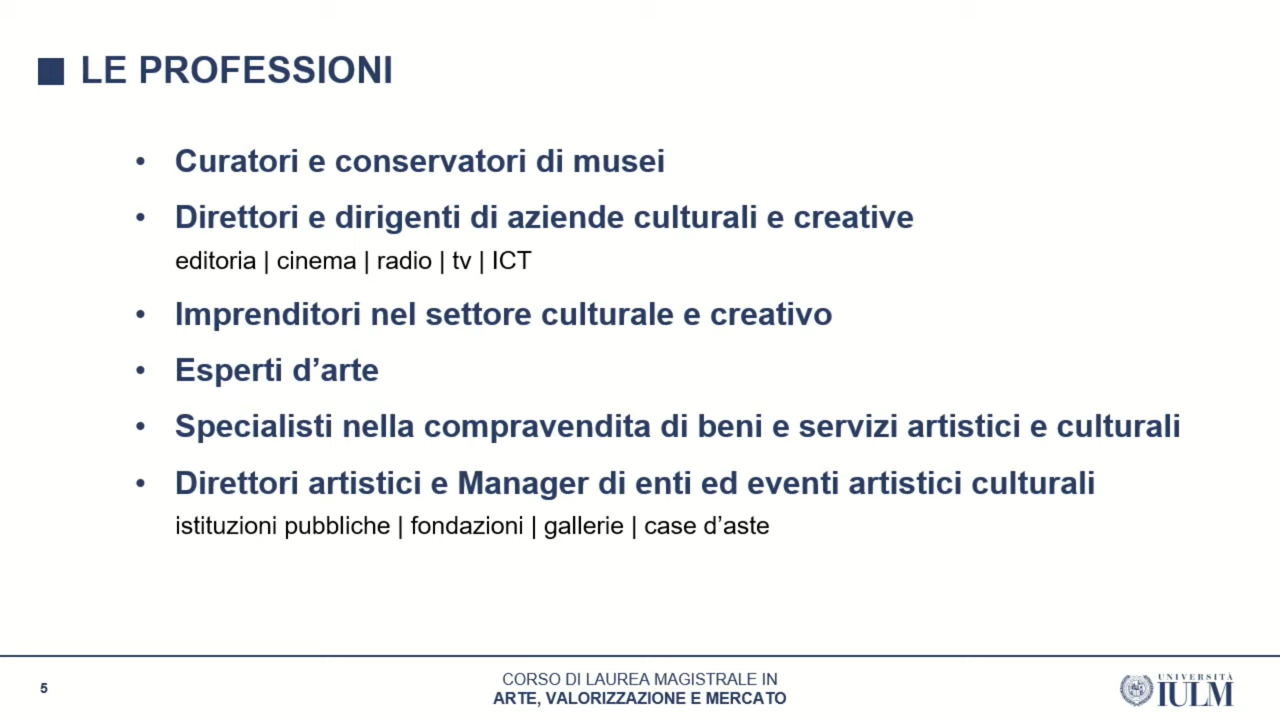 LE PROFESSIONI
• Curatori e conservatori di musei
• Direttori e dirigenti di aziende culturali e creative
editoria | cinema | radio | tv | ICT
• Imprenditori nel settore culturale e creativo
• Esperti d’arte
• Specialisti nella compravendita di beni e servizi artistici e culturali
• Direttori artistici e Manager di enti ed eventi artistici culturali
istituzioni pubbliche | fondazioni | gallerie | case d’aste
5
CORSO DI LAUREA MAGISTRALE IN
ARTE, VALORIZZAZIONE E MERCATO
UNIVERSITÀ
IULM